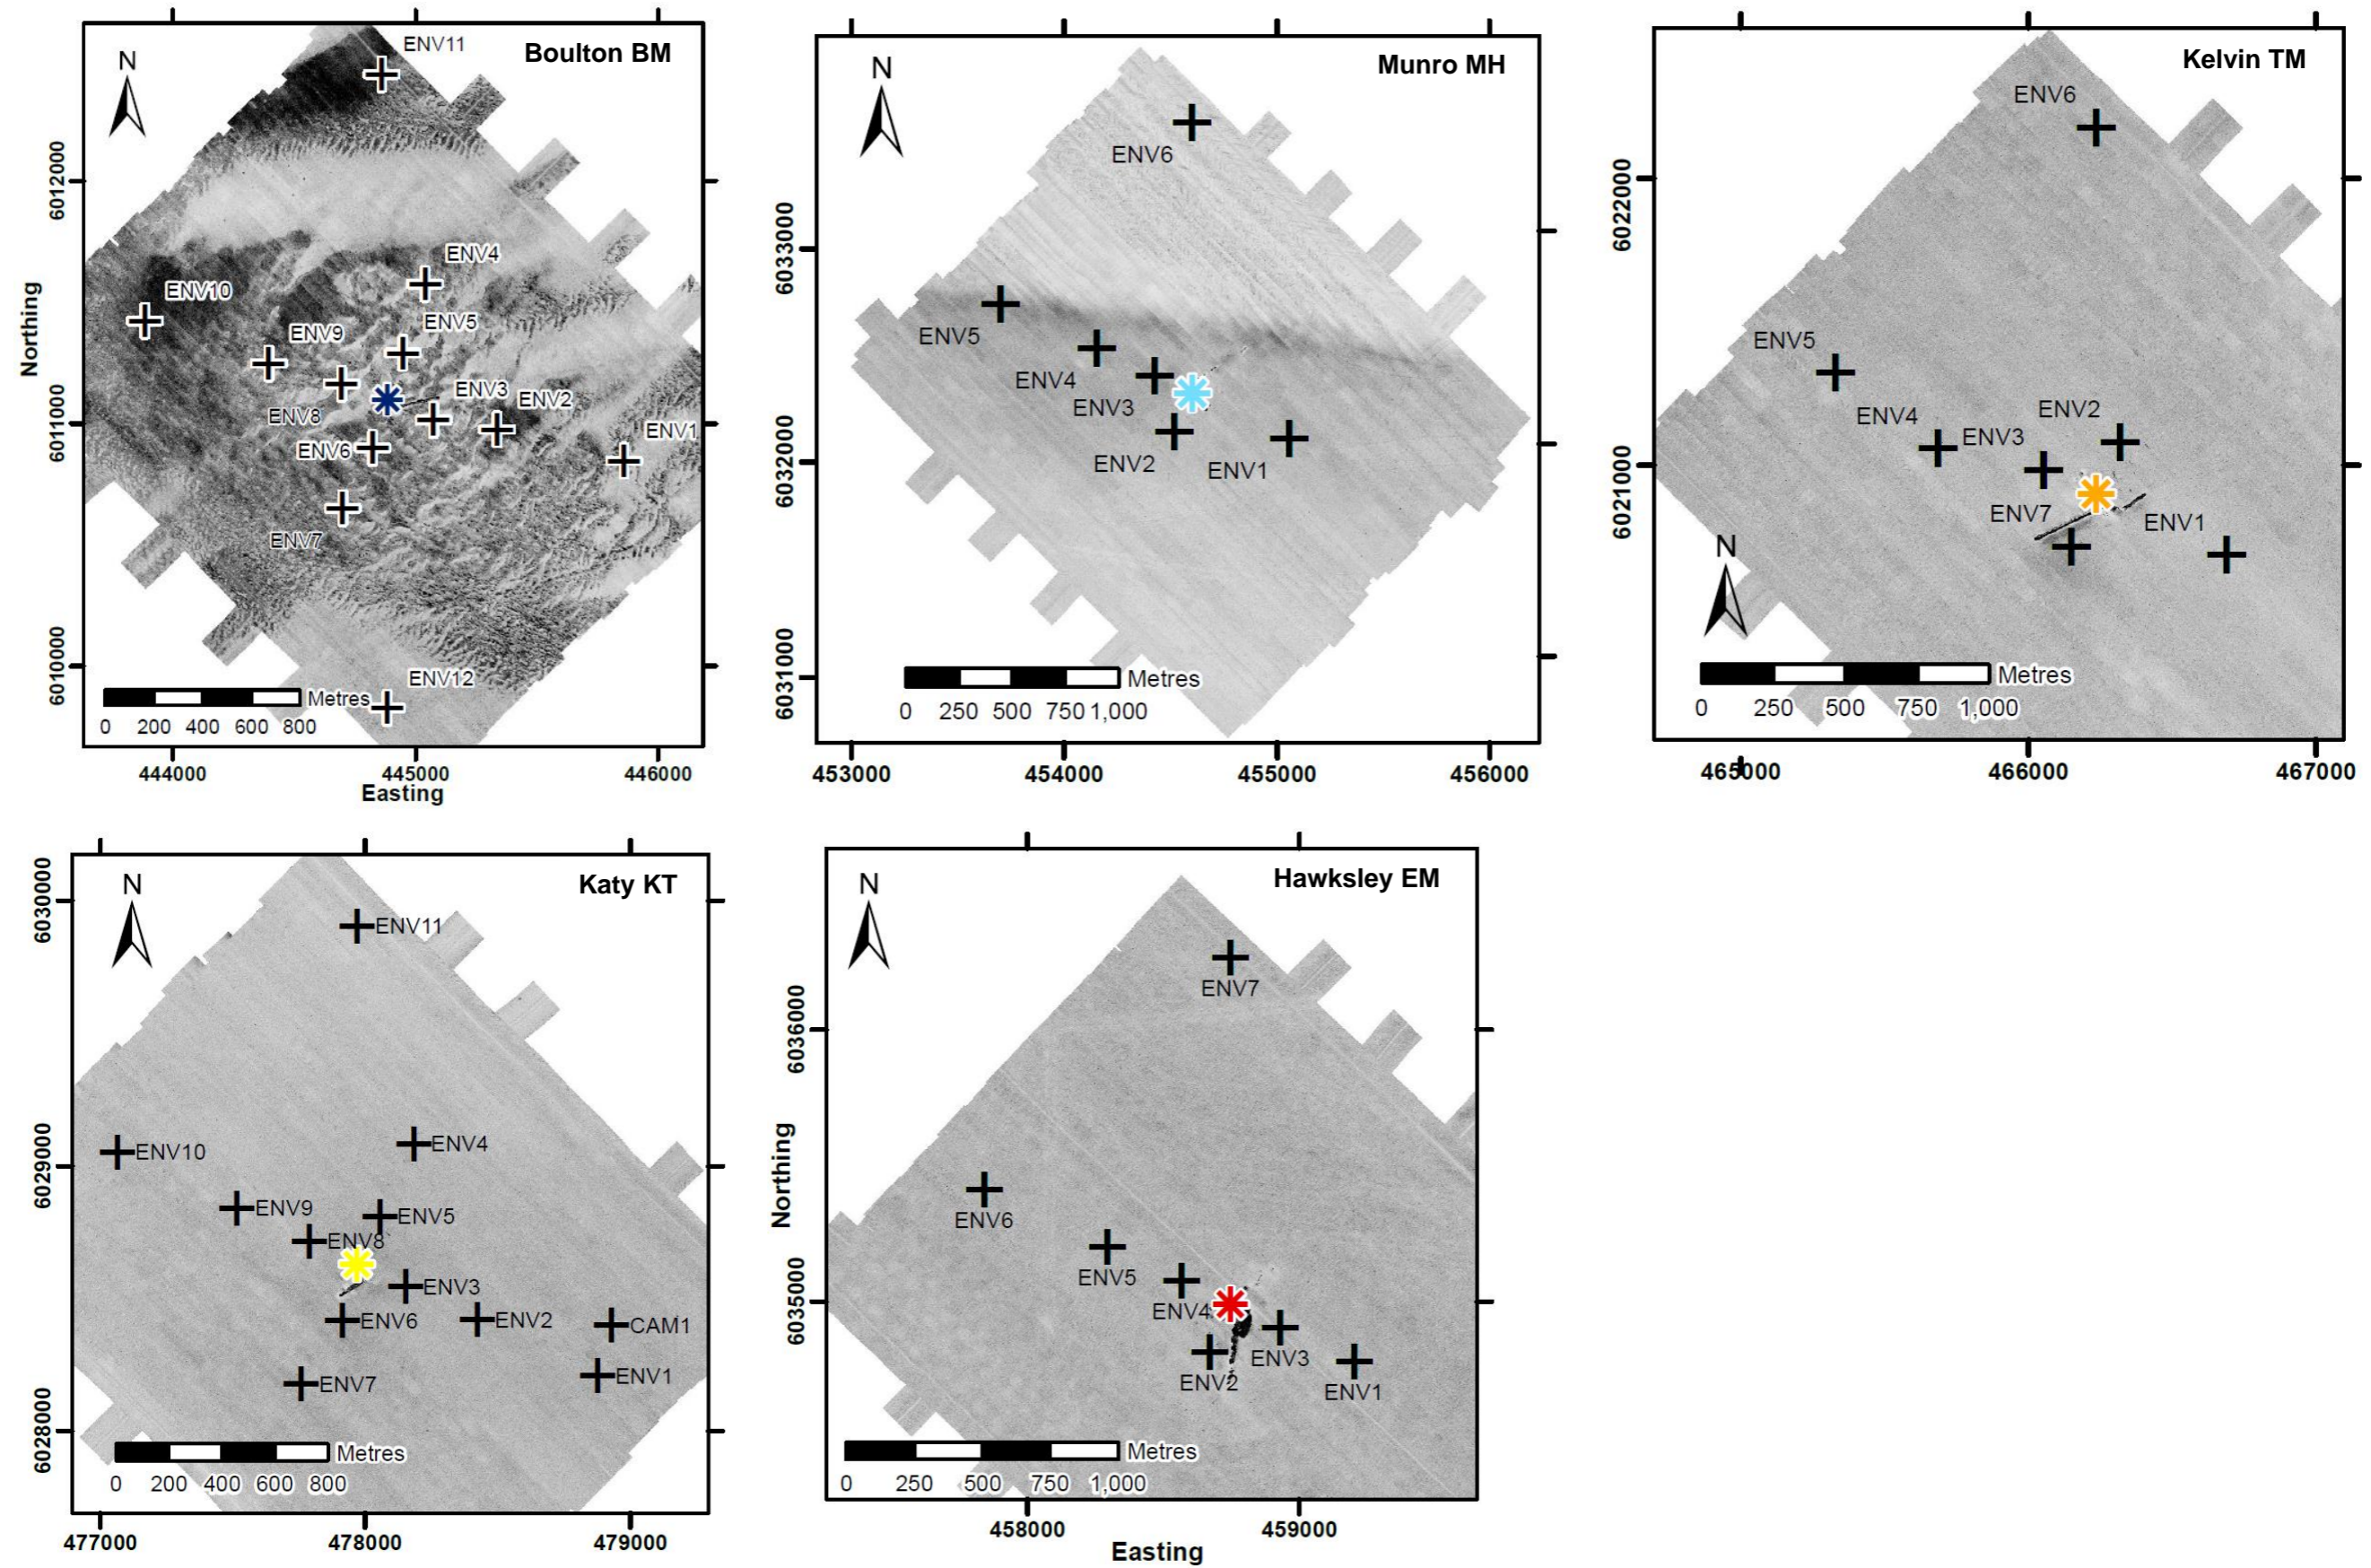 Boulton BM
N
ENV11
ENV4
ENV10
ENV5
ENV9
ENV3
ENV2
ENV8
ENV1
ENV6
ENV7
ENV12
Metres
0 200 400 600 800
6012000
6011000
6010000
Northing
444000 445000 446000
Easting
Munro MH
N
ENV6
ENV5
ENV4
ENV3
ENV2
ENV1
Metres
0 250 500 750 1,000
6033000
6032000
6031000
453000 454000 455000 456000
Kelvin TM
ENV6
ENV5
ENV4
ENV2
ENV3
ENV7
ENV1
N
Metres
0 250 500 750 1,000
6022000
6021000
465000 466000 467000
Katy KT
N
ENV11
ENV4
ENV10
ENV9
ENV5
ENV8
ENV3
ENV6
ENV2
CAM1
ENV1
ENV7
Metres
0 200 400 600 800
6030000
6029000
6028000
477000 478000 479000
Hawksley EM
N
ENV7
ENV6
ENV5
ENV4
ENV3
ENV2
ENV1
Metres
0 250 500 750 1,000
6036000
6035000
Northing
458000 459000
Easting